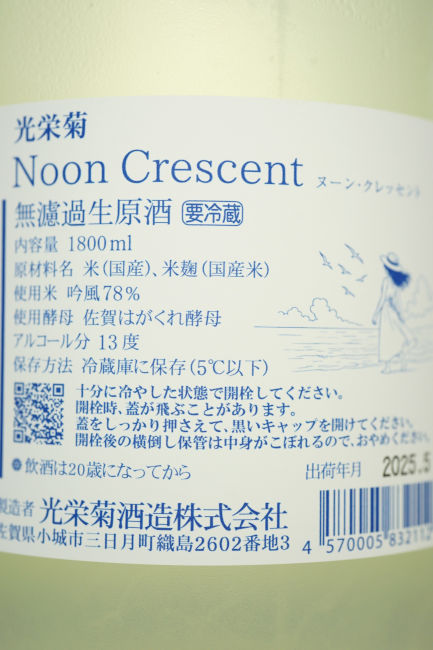 光栄菊
Noon Crescent ヌーン・クレッセント
無濾過生原酒 要冷蔵
内容量 1800ml
原材料名 米(国産)、米麹(国産米)
使用米 吟風78%
使用酵母 佐賀はがくれ酵母
アルコール分 13度
保存方法 冷蔵庫に保存(5℃以下)
十分に冷やした状態で開栓してください。
開栓時、蓋が飛ぶことがあります。
蓋をしっかり押さえて、黒いキャップを開けてください。
開栓後の横倒し保管は中身がこぼれるので、おやめください。
●飲酒は20歳になってから
出荷年月 2025.5
製造者 光栄菊酒造株式会社
佐賀県小城市三日月町織島2602番地3
4 570005 832112